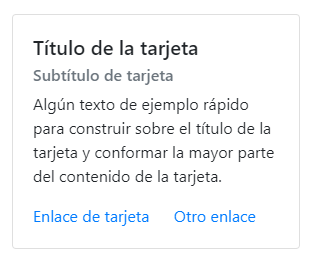 Título de la tarjeta
Subtítulo de tarjeta
Algún texto de ejemplo rápido
para construir sobre el título de la
tarjeta y conformar la mayor parte
del contenido de la tarjeta.
Enlace de tarjeta Otro enlace